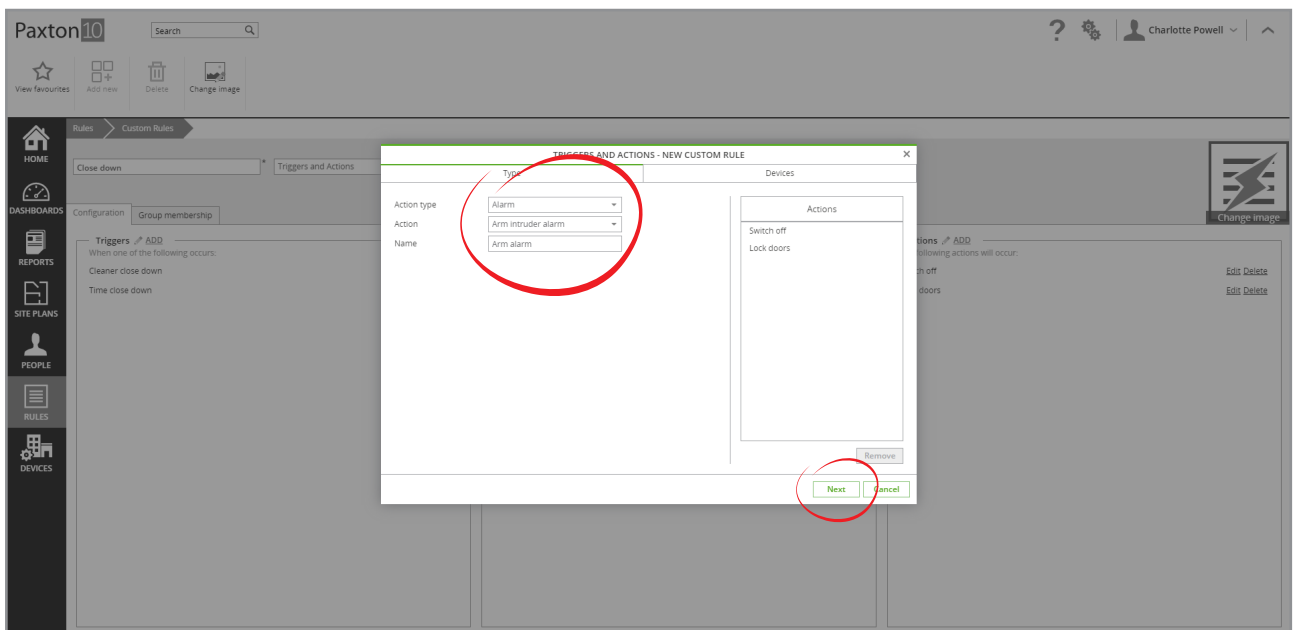 Paxton10
Search
? Charlotte Powell
View favourites
Add new
Delete
Change image
Rules
Custom Rules
HOME
DASHBOARDS
REPORTS
SITE PLANS
PEOPLE
RULES
DEVICES
Close down *
Triggers and Actions
Change image
Configuration
Group membership
Triggers ADD
When one of the following occurs:
Cleaner close down
Time close down
TRIGGERS AND ACTIONS - NEW CUSTOM RULE ×
Type
Devices
Action type Alarm
Action Arm intruder alarm
Name Arm alarm
Actions
Switch off
Lock doors
Remove
Next
Cancel
tions ADD
following actions will occur:
ch off Edit Delete
doors Edit Delete